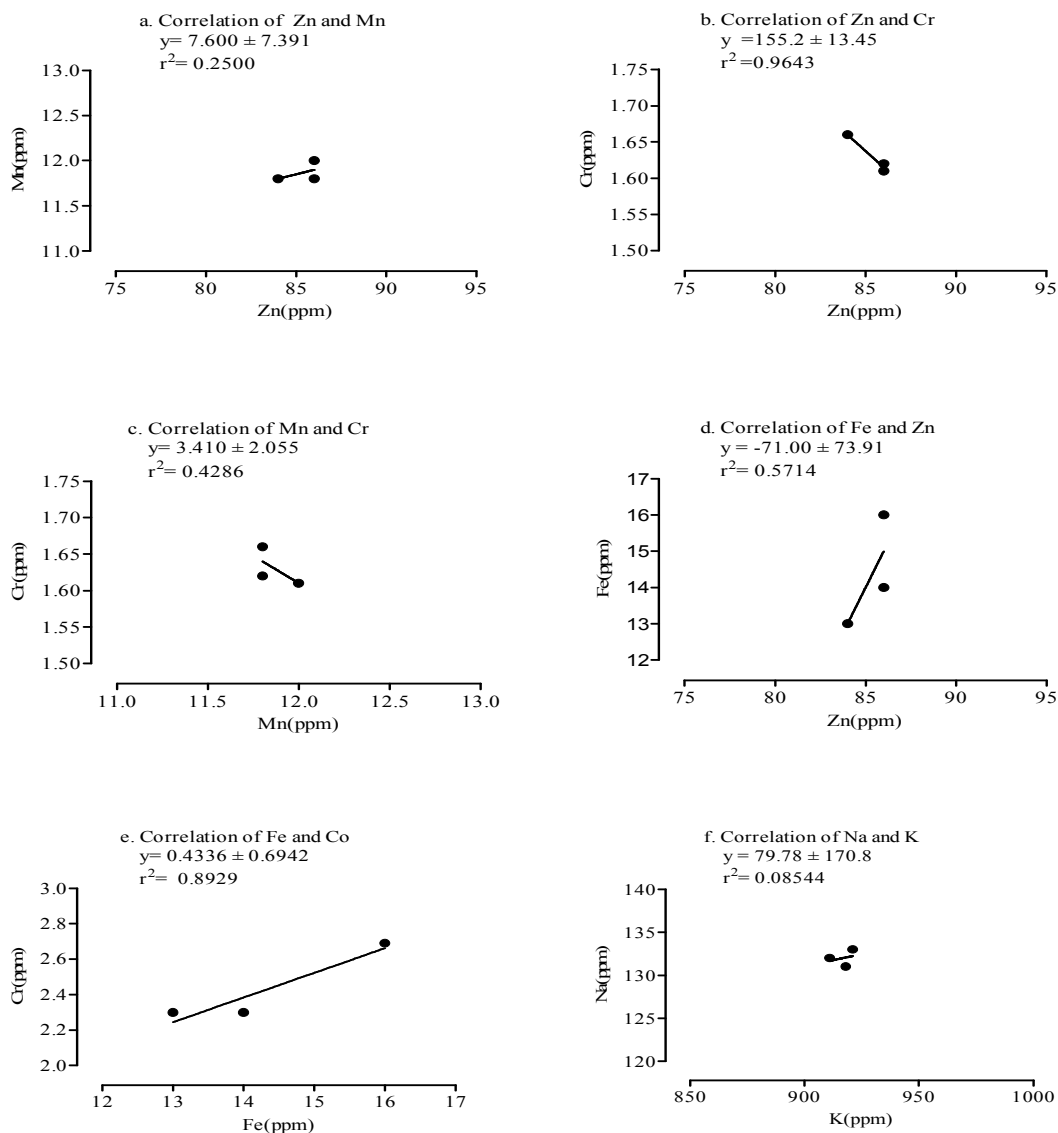 a. Correlation of Zn and Mn
y= 7.600 ± 7.391
r²= 0.2500
13.0
12.5
12.0
11.5
11.0
Mn(ppm)
75 80 85 90 95
Zn(ppm)
b. Correlation of Zn and Cr
y =155.2 ± 13.45
r² =0.9643
1.75
1.70
1.65
1.60
1.55
1.50
Cr(ppm)
75 80 85 90 95
Zn(ppm)
c. Correlation of Mn and Cr
y= 3.410 ± 2.055
r²= 0.4286
1.75
1.70
1.65
1.60
1.55
1.50
Cr(ppm)
11.0 11.5 12.0 12.5 13.0
Mn(ppm)
d. Correlation of Fe and Zn
y = -71.00 ± 73.91
r²= 0.5714
17
16
15
14
13
12
Fe(ppm)
75 80 85 90 95
Zn(ppm)
e. Correlation of Fe and Co
y= 0.4336 ± 0.6942
r²= 0.8929
3.0
2.8
2.6
2.4
2.2
2.0
Cr(ppm)
12 13 14 15 16 17
Fe(ppm)
f. Correlation of Na and K
y = 79.78 ± 170.8
r²= 0.08544
140
135
130
125
120
Na(ppm)
850 900 950 1000
K(ppm)